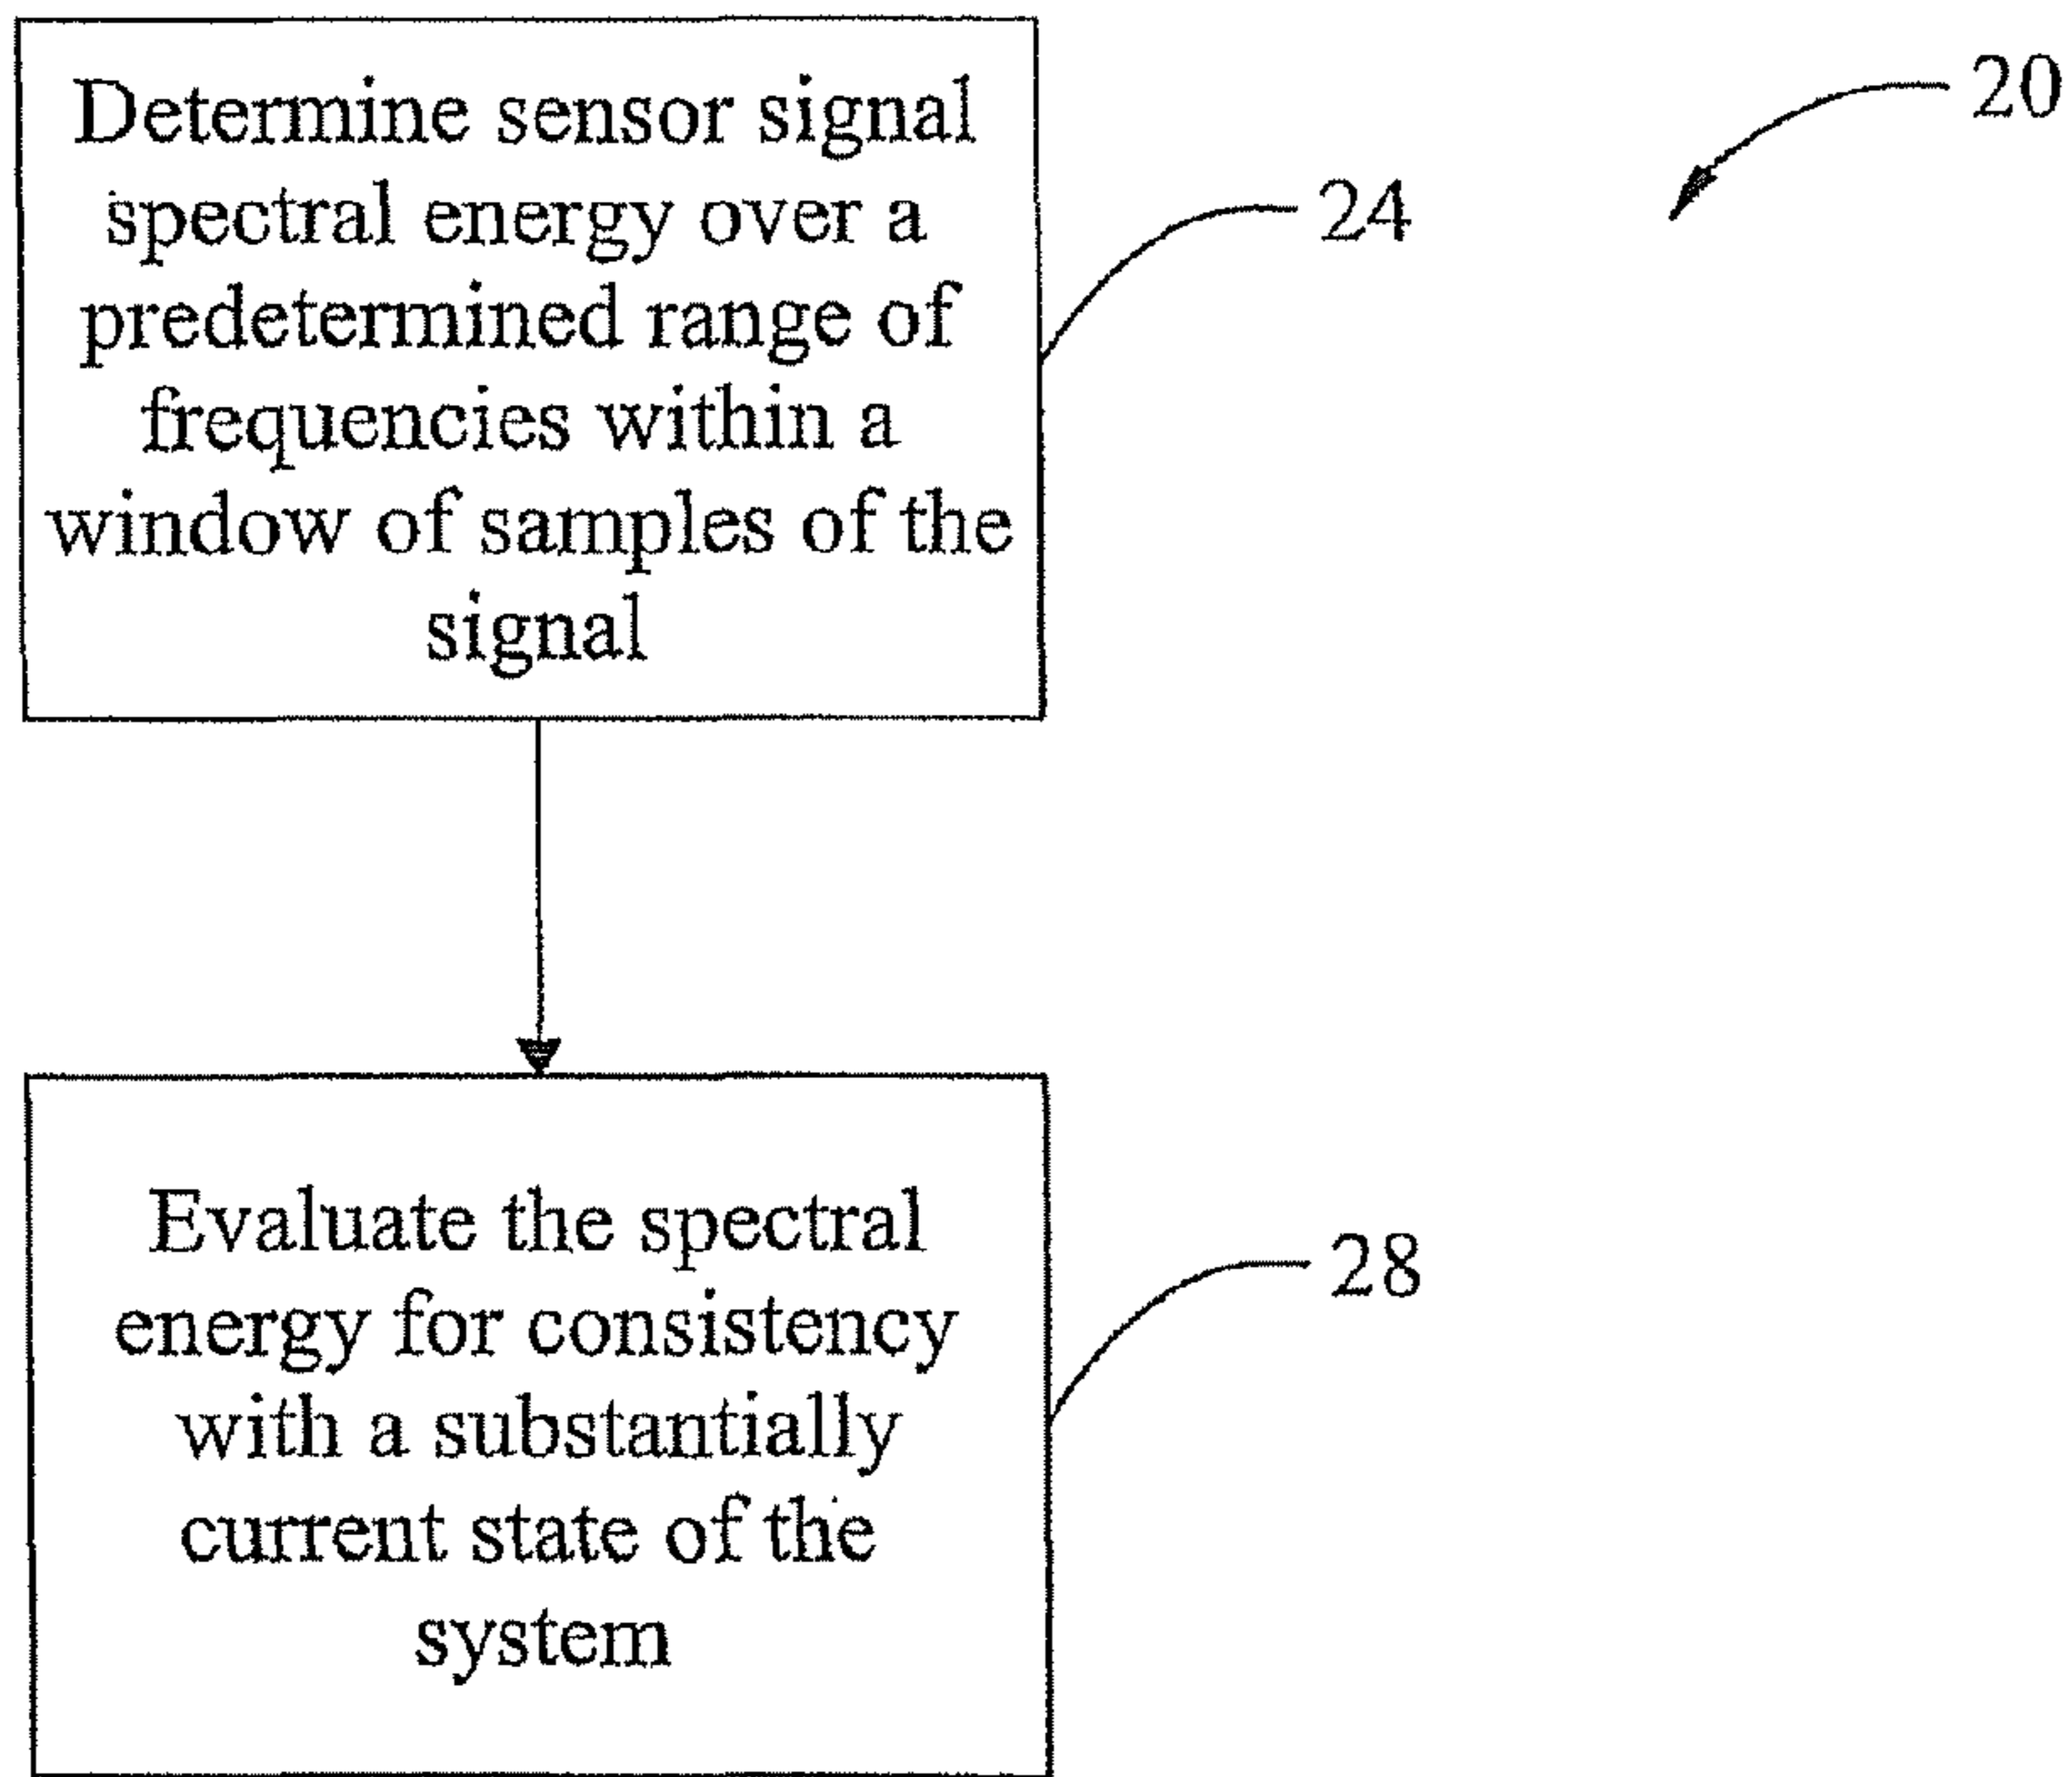 Determine sensor signal
spectral energy over a
predetermined range of
frequencies within a
window of samples of the
signal
24
20
Evaluate the spectral
energy for consistency
with a substantially
current state of the
system
28